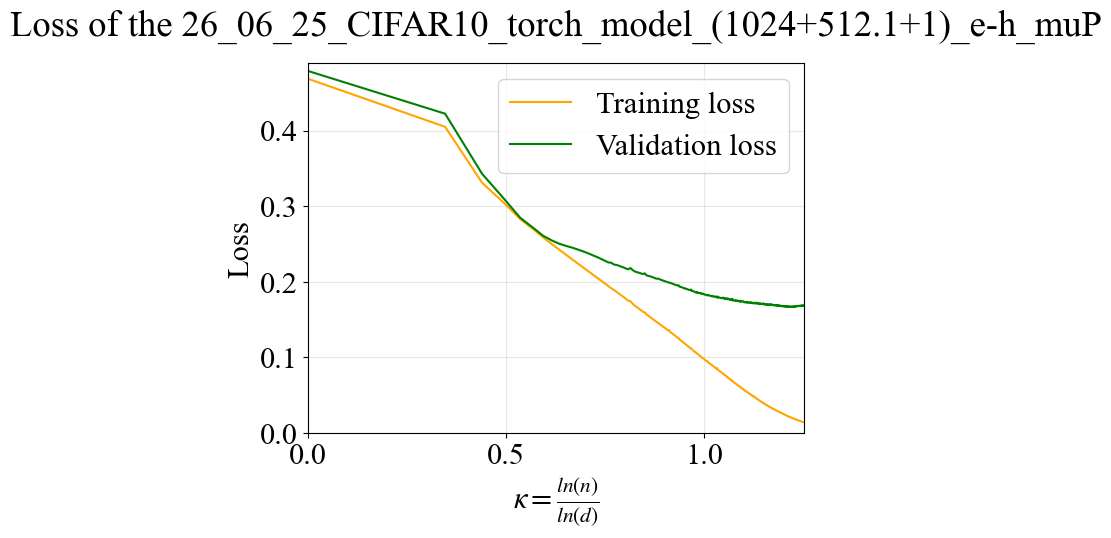 Loss of the 26_06_25_CIFAR10_torch_model_(1024+512.1+1)_e-h_muP
Training loss
Validation loss
Loss
0.4
0.3
0.2
0.1
0.0
0.0 0.5 1.0
κ = ln(n) / ln(d)